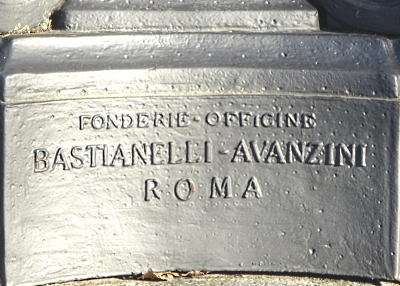 FONDERIE-OFFICINE
BASTIANELLI-AVANZINI
ROMA